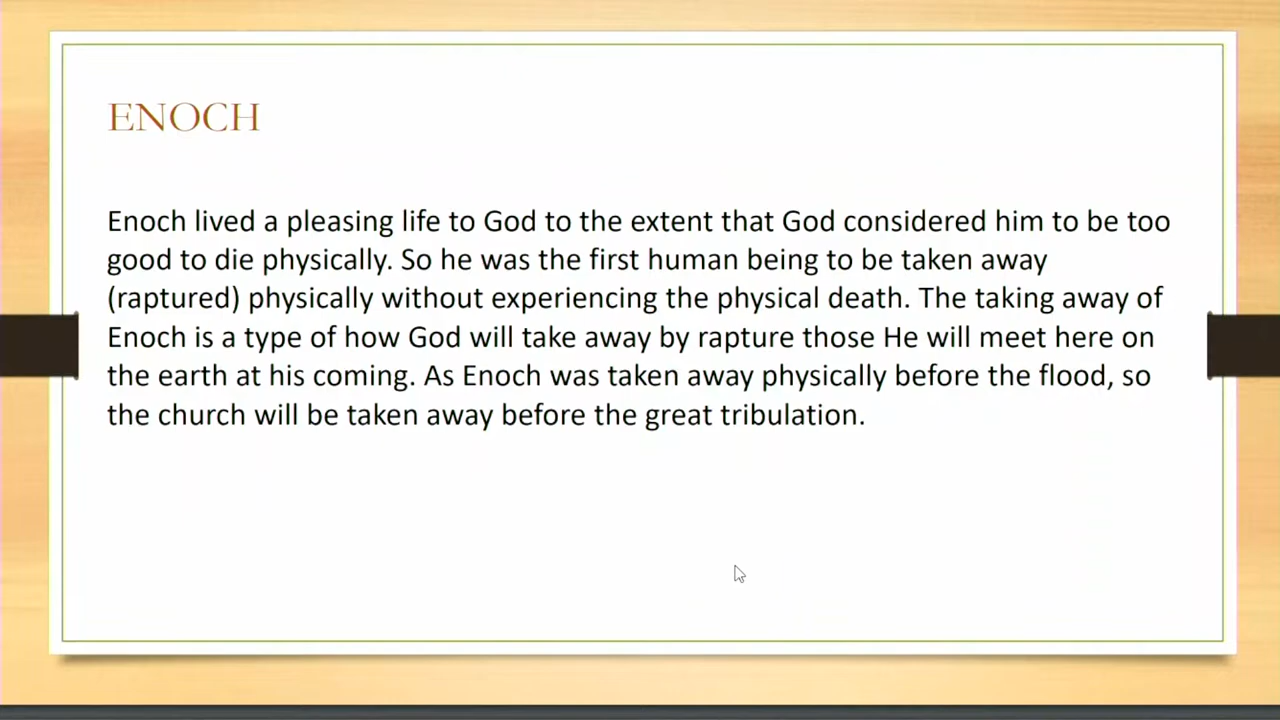 ENOCH
Enoch lived a pleasing life to God to the extent that God considered him to be too
good to die physically. So he was the first human being to be taken away
(raptured) physically without experiencing the physical death. The taking away of
Enoch is a type of how God will take away by rapture those He will meet here on
the earth at his coming. As Enoch was taken away physically before the flood, so
the church will be taken away before the great tribulation.